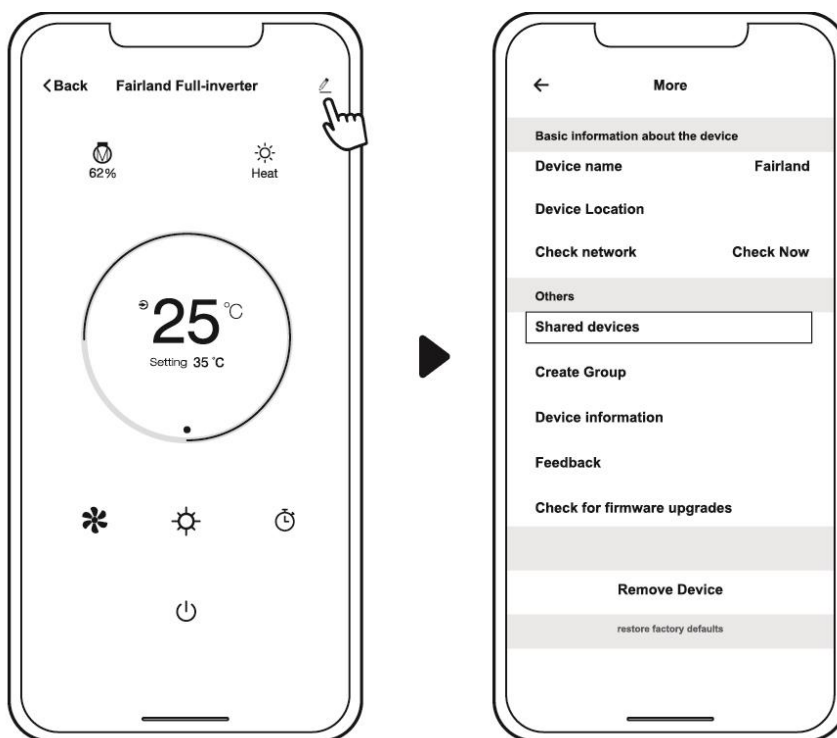 <Back Fairland Full-inverter
62% Heat
25 °C
Setting 35 °C
← More
Basic information about the device
Device name Fairland
Device Location
Check network Check Now
Others
Shared devices
Create Group
Device information
Feedback
Check for firmware upgrades
Remove Device
restore factory defaults